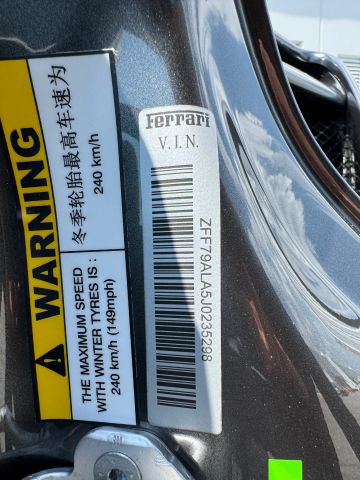 WARNING
冬季轮胎最高车速为
240 km/h
THE MAXIMUM SPEED
WITH WINTER TYRES IS :
240 km/h (149mph)
Ferrari
V.I.N.
ZFF79ALA5J0235298